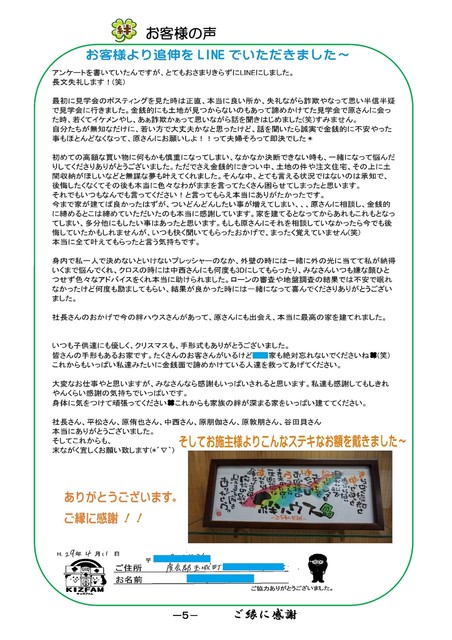 お客様の声
お客様より追伸をLINEでいただきました〜
アンケートを書いていたんですが、とてもおさまりきらずにLINEにしました。
長文失礼します！(笑)
最初に見学会のポスティングを見た時は正直、本当に良い所か、失礼ながら詐欺やなって思い半信半疑
で見学会に行きました。金銭的にも土地が見つからないのもあって諦めかけてた見学会で原さんに会っ
た時、若くてイケメンやし、あぁ詐欺かぁって思いながら話を聞きはじめました(笑)すみません。
自分たちが無知なだけに、若い方で大丈夫かなと思ったけど、話を聞いたら誠実で金銭的に不安やった
事もほとんどなくなって、原さんにお願いしよ！！って夫婦そろって即決でした＊
初めての高額な買い物に何もかも慎重になってしまい、なかなか決断できない時も、一緒になって悩んだ
りしてくださりありがとうございました。ただでさえ金銭的にきつい中、土地の件や注文住宅、その上に土
間収納がほしいなどと無謀な夢も叶えてくれました。そんな中、とても言える状況ではないのは承知で、
後悔したくなくてその後も本当に色々なわがままを言ってたくさん困らせてしまったと思います。
それでもいつもなんでも言ってください！と言ってもらえ本当にありがたかったです。
今まで家が建てば良かったはずが、ついどんどんしたい事が増えてしまい、、、原さんに相談し、金銭的
に締めるとこは締めていただいたのも本当に感謝しています。家を建てるとなってからあれもこれもとなっ
てしまい、多分他にもしたい事はあったと思います。もしも原さんにそれを相談していなかったら今でも後
悔していたかもしれませんが、いつも快く聞いてもらったおかげで、まったく覚えていません(笑)
本当に全て叶えてもらったと言う気持ちです。
身内で私一人で決めないといけないプレッシャーのなか、外壁の時には一緒に外の光に当てて私が納得
いくまで悩んでくれ、クロスの時には中西さんにも何度も3Dにしてもらったり、みなさんいつも嫌な顔ひと
つせず色々なアドバイスをくれ本当に助けられました。ローンの審査や地盤調査の結果では不安で眠れ
なかったけど何度も励ましてもらい、結果が良かった時には一緒になって喜んでくださりありがとうござい
ました。
社長さんのおかげで今の絆ハウスさんがあって、原さんにも出会え、本当に最高の家を建てれました。
いつも子供達にも優しく、クリスマスも、手形式もありがとうございました。
皆さんの手形もあるお家です。たくさんのお客さんがいるけど 家も絶対忘れないでくださいね(笑)
これからもいっぱい私達みたいに金銭面で諦めかけている人達を救ってあげてください。
大変なお仕事やと思いますが、みなさんなら感謝もいっぱいされると思います。私達も感謝してもしきれ
やんくらい感謝の気持ちでいっぱいです。
身体に気をつけて頑張ってください これからも家族の絆が深まる家をいっぱい建ててください。
社長さん、平松さん、原侑也さん、中西さん、原朋伽さん、原敦朋さん、谷田貝さん
本当にありがとうございました。
そしてこれからも、
末ながく宜しくお願い致します(*ﾟ▽ﾟ)
そしてお施主様よりこんなステキなお額を戴きました〜
絆ハウス
ありがとうございます。
ご縁に感謝！！
H.29年4月11日
〒
ご住所
お名前
KIZFAM
ご協力ありがとうございました。
－5－
ご縁に感謝